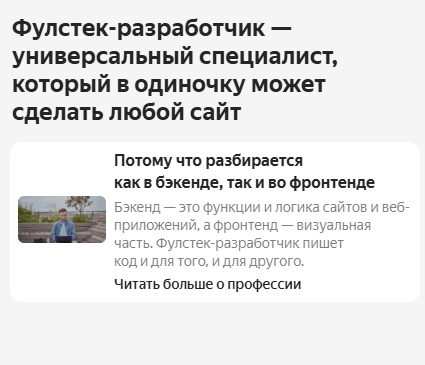 Фулстек-разработчик —
универсальный специалист,
который в одиночку может
сделать любой сайт
Потому что разбирается
как в бэкенде, так и во фронтенде
Бэкенд — это функции и логика сайтов и веб-
приложений, а фронтенд — визуальная
часть. Фулстек-разработчик пишет
код и для того, и для другого.
Читать больше о профессии